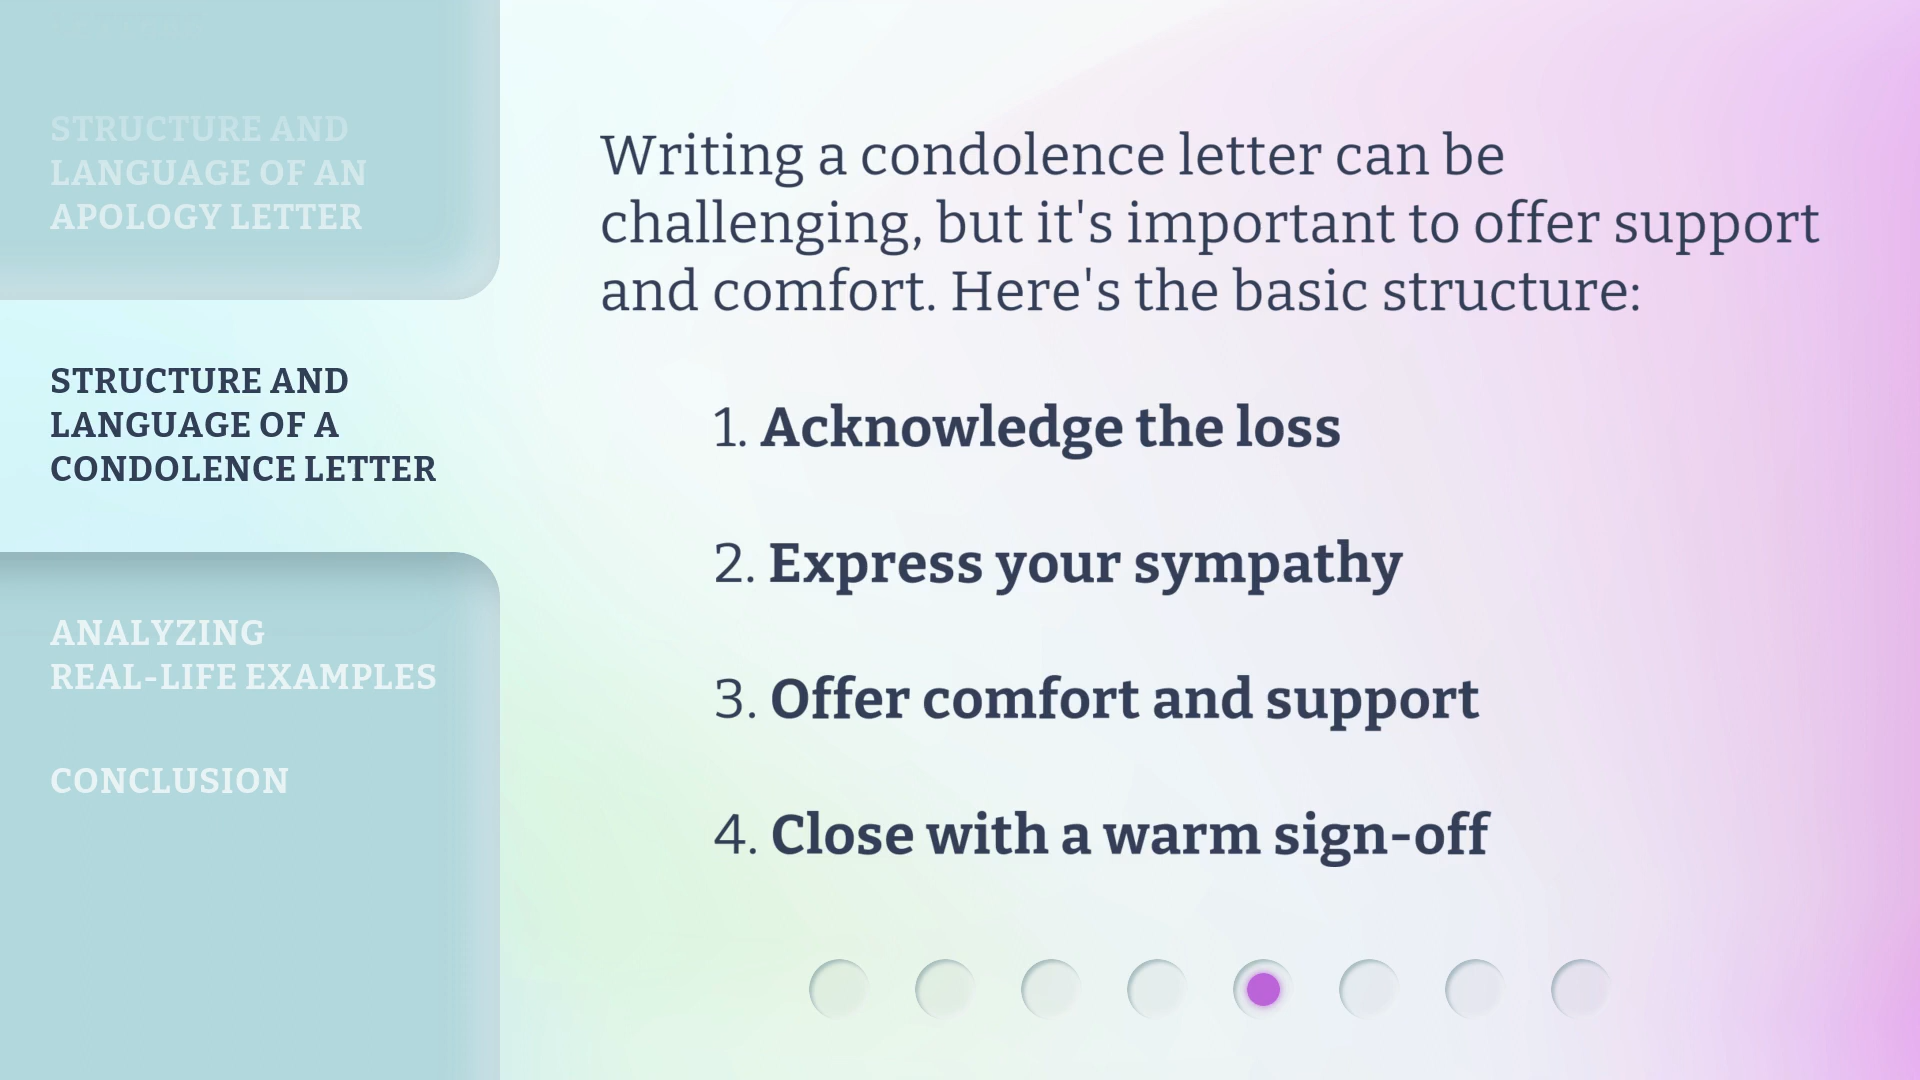 STRUCTURE AND
LANGUAGE OF AN
APOLOGY LETTER
STRUCTURE AND
LANGUAGE OF A
CONDOLENCE LETTER
ANALYZING
REAL-LIFE EXAMPLES
CONCLUSION
Writing a condolence letter can be
challenging, but it's important to offer support
and comfort. Here's the basic structure:
1. Acknowledge the loss
2. Express your sympathy
3. Offer comfort and support
4. Close with a warm sign-off